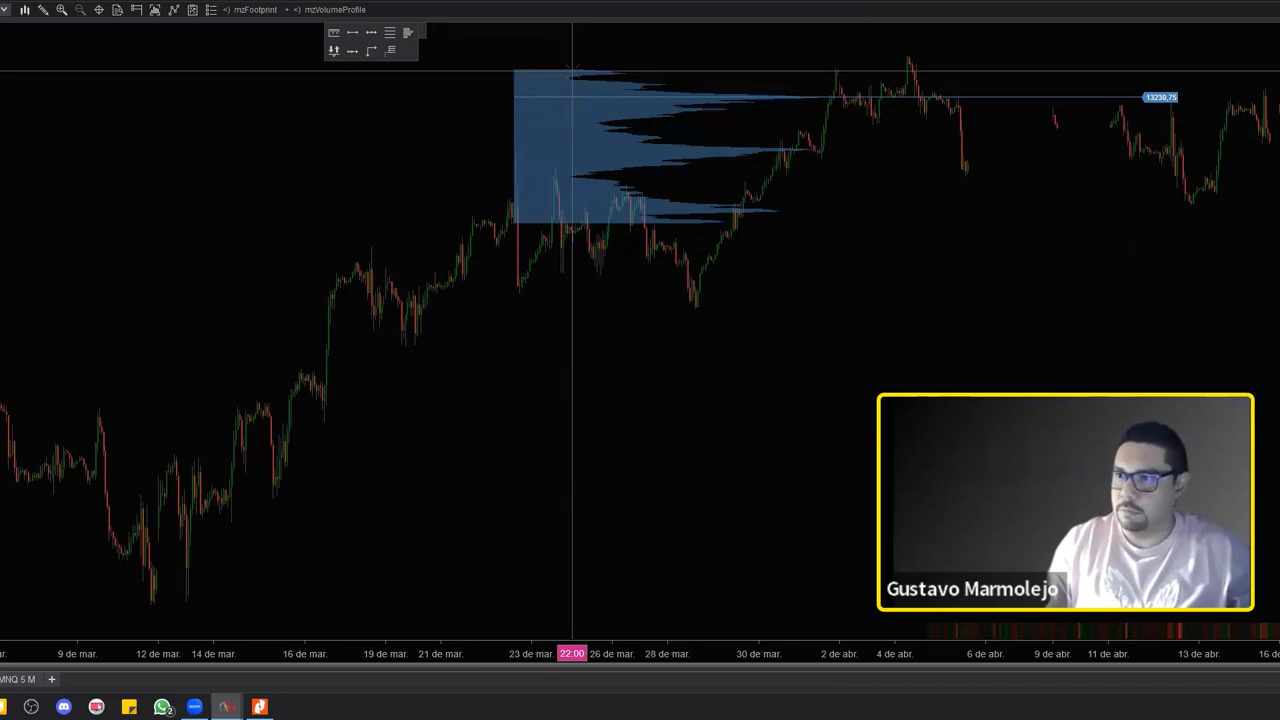 mzFootprint + mzVolumeProfile
13230,75
Gustavo Marmolejo
9 de mar. 12 de mar. 14 de mar. 16 de mar. 19 de mar. 21 de mar. 23 de mar. 22:00 26 de mar. 28 de mar. 30 de mar. 2 de abr. 4 de abr. 6 de abr. 9 de abr. 11 de abr. 13 de abr. 16 de
MNQ 5 M +
zoom
2